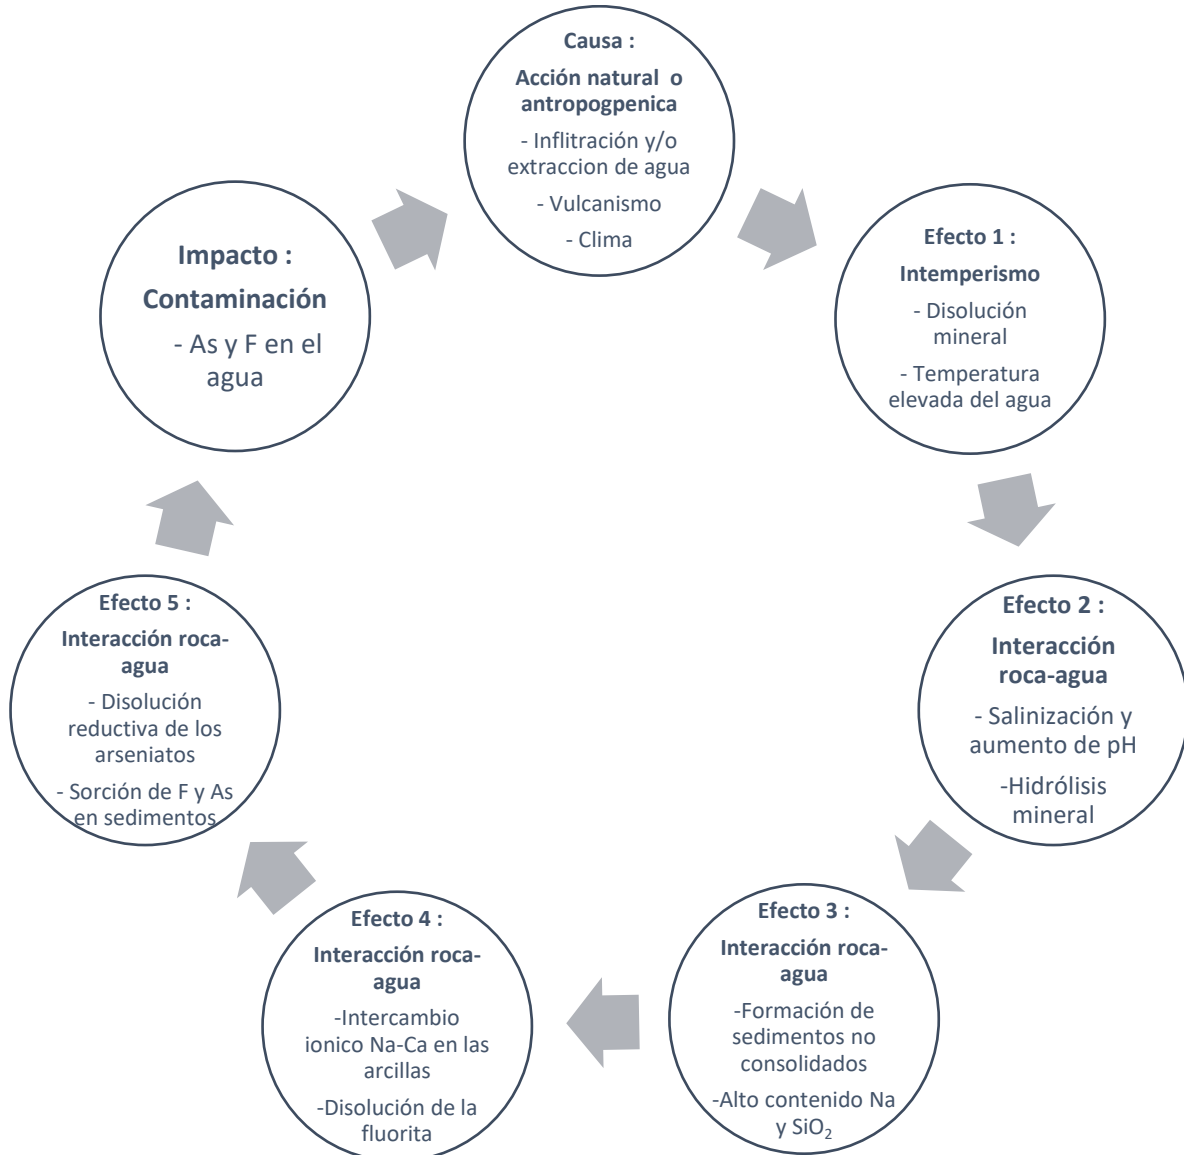 Causa :
Acción natural o
antropogpenica
- Inflitración y/o
extraccion de agua
- Vulcanismo
- Clima
Efecto 1 :
Intemperismo
- Disolución
mineral
- Temperatura
elevada del agua
Efecto 2 :
Interacción
roca-agua
- Salinización y
aumento de pH
-Hidrólisis
mineral
Efecto 3 :
Interacción roca-
agua
-Formación de
sedimentos no
consolidados
-Alto contenido Na
y SiO₂
Efecto 4 :
Interacción roca-
agua
-Intercambio
ionico Na-Ca en las
arcillas
-Disolución de la
fluorita
Efecto 5 :
Interacción roca-
agua
- Disolución
reductiva de los
arseniatos
- Sorción de F y As
en sedimentos
Impacto :
Contaminación
- As y F en el
agua